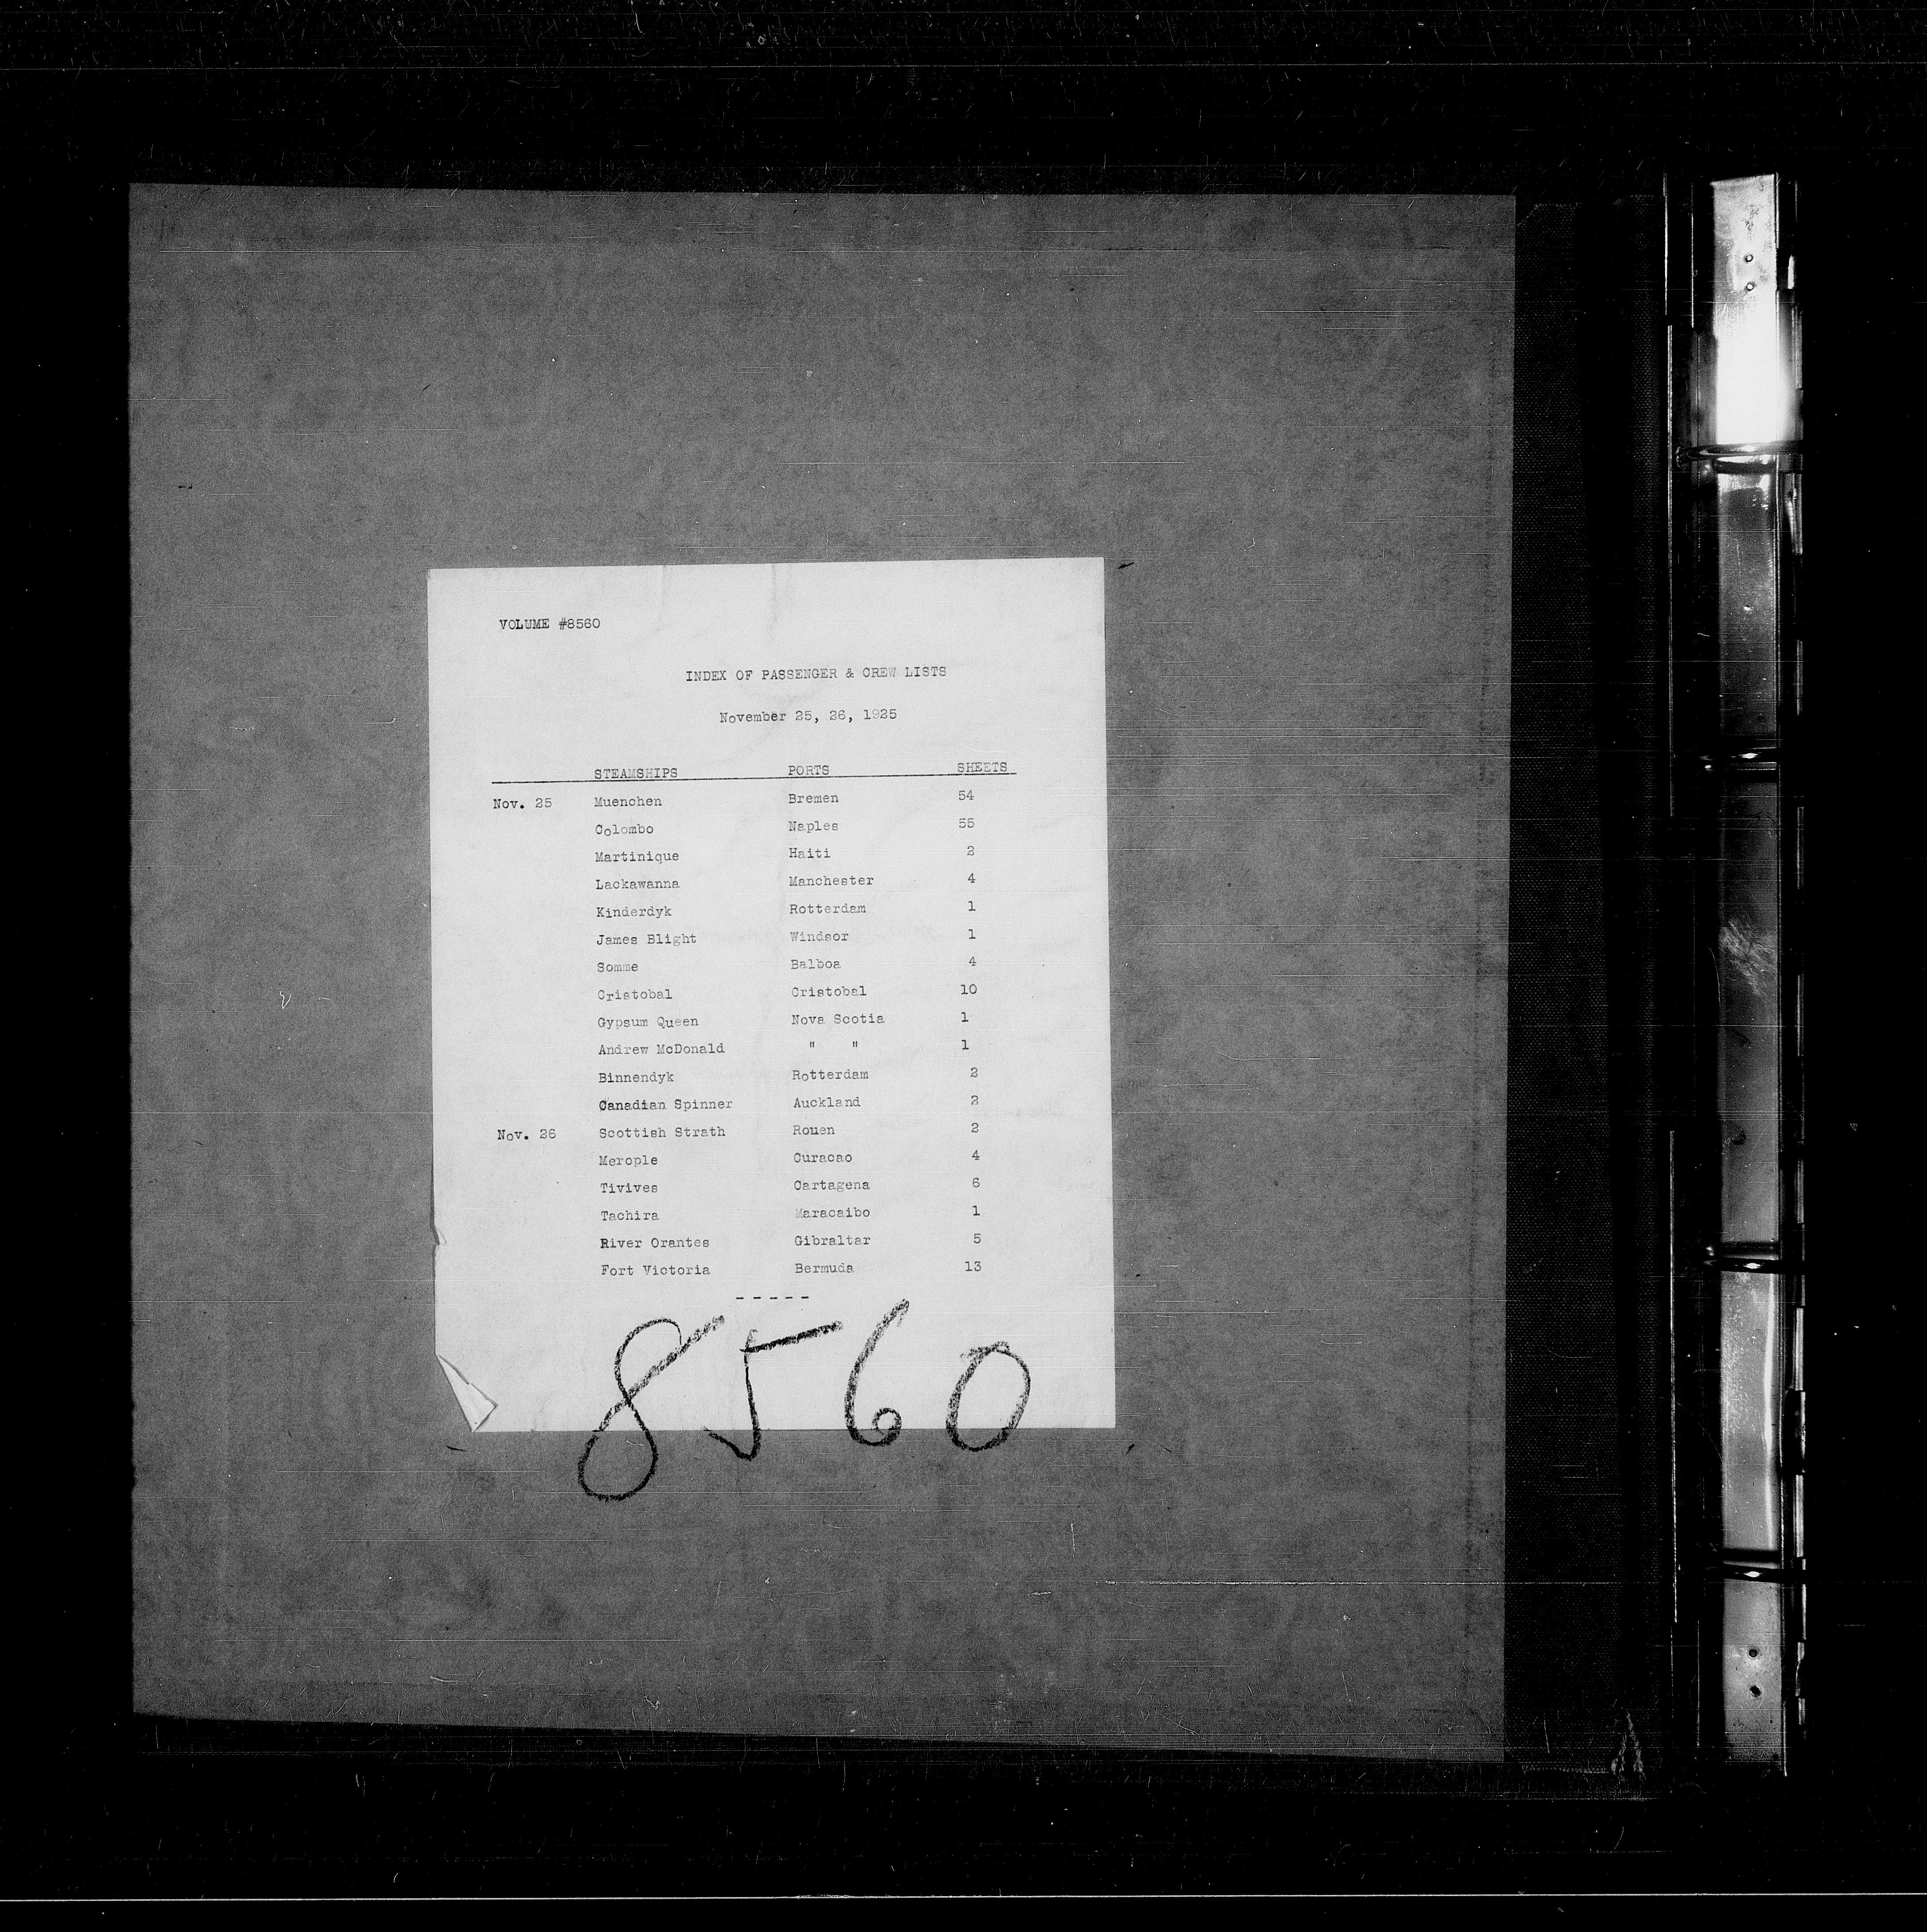 VOLUME #8560
INDEX OF PASSENGER & CREW LISTS
November 25, 26, 1925
STEAMSHIPS PORTS SHEETS
Nov. 25 Muenchen Bremen 54
Colombo Naples 55
Martinique Haiti 2
Lackawanna Manchester 4
Kinderdyk Rotterdam 1
James Blight Windsor 1
Somme Balboa 4
Cristobal Cristobal 10
Gypsum Queen Nova Scotia 1
Andrew McDonald " " 1
Binnendyk Rotterdam 2
Canadian Spinner Auckland 2
Nov. 26 Scottish Strath Rouen 2
Merople Curacao 4
Tivives Cartagena 6
Tachira Maracaibo 1
River Orantes Gibraltar 5
Fort Victoria Bermuda 13
- - - - -
8560